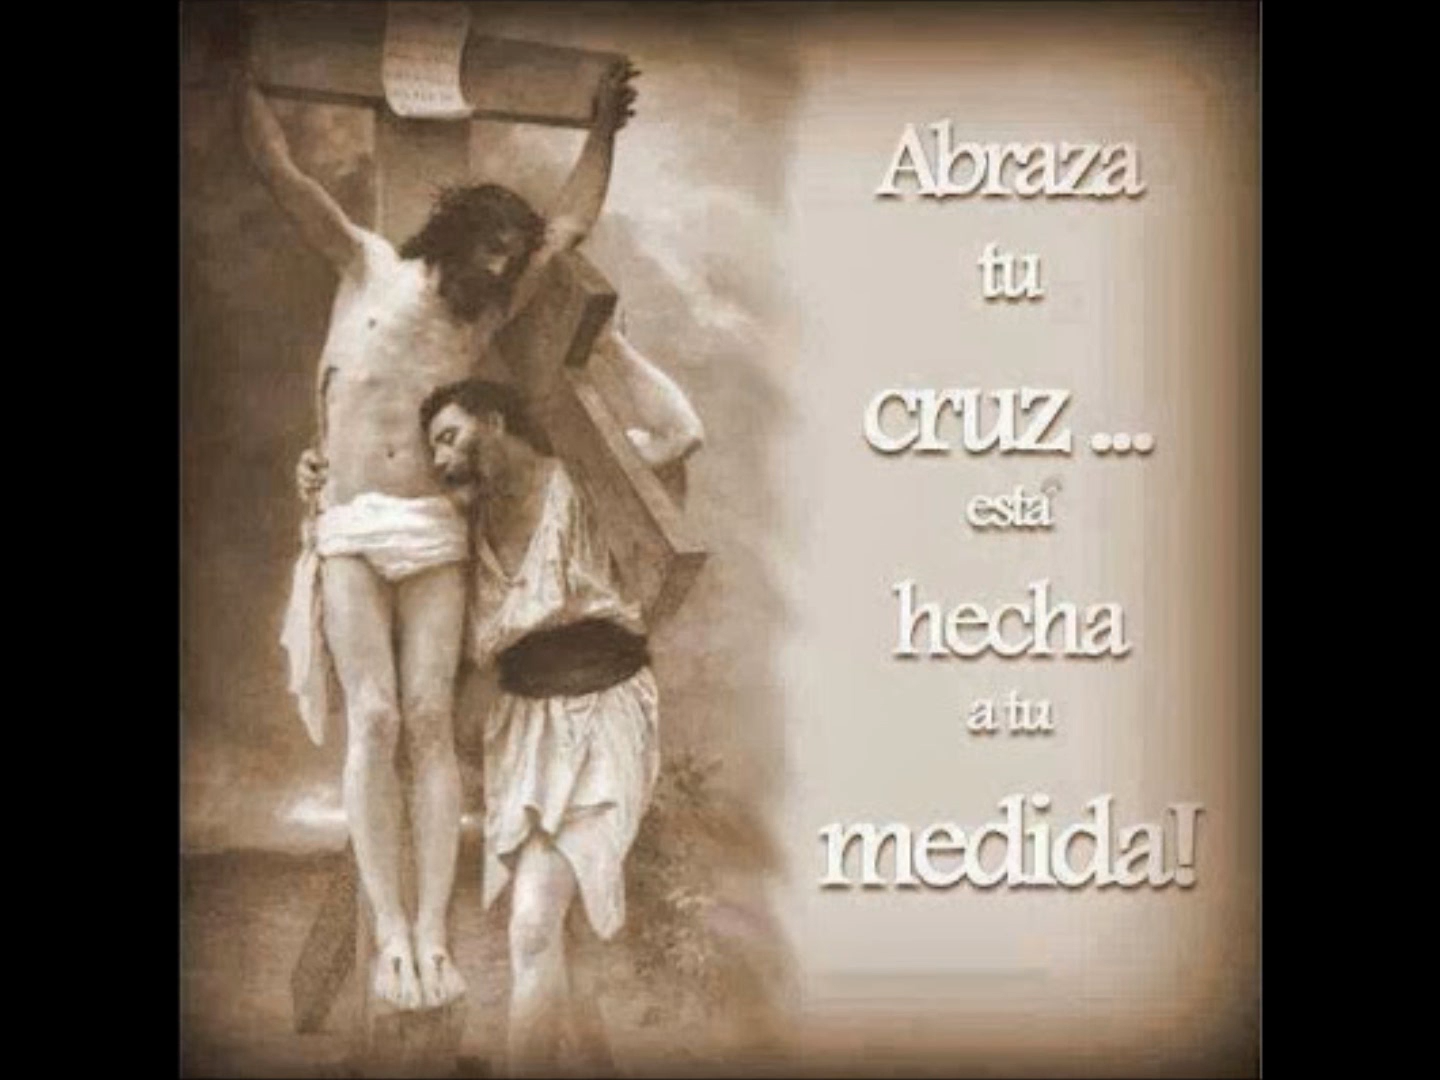 Abraza
tu
cruz ...
está
hecha
a tu
medida!